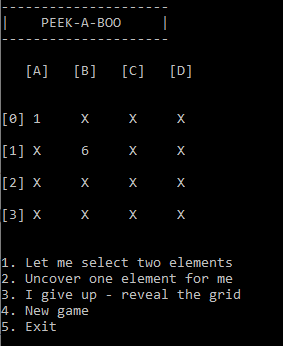 ---------------------
|    PEEK-A-BOO     |
---------------------
   [A]   [B]   [C]   [D]
[0] 1     X     X     X
[1] X     6     X     X
[2] X     X     X     X
[3] X     X     X     X
1. Let me select two elements
2. Uncover one element for me
3. I give up - reveal the grid
4. New game
5. Exit